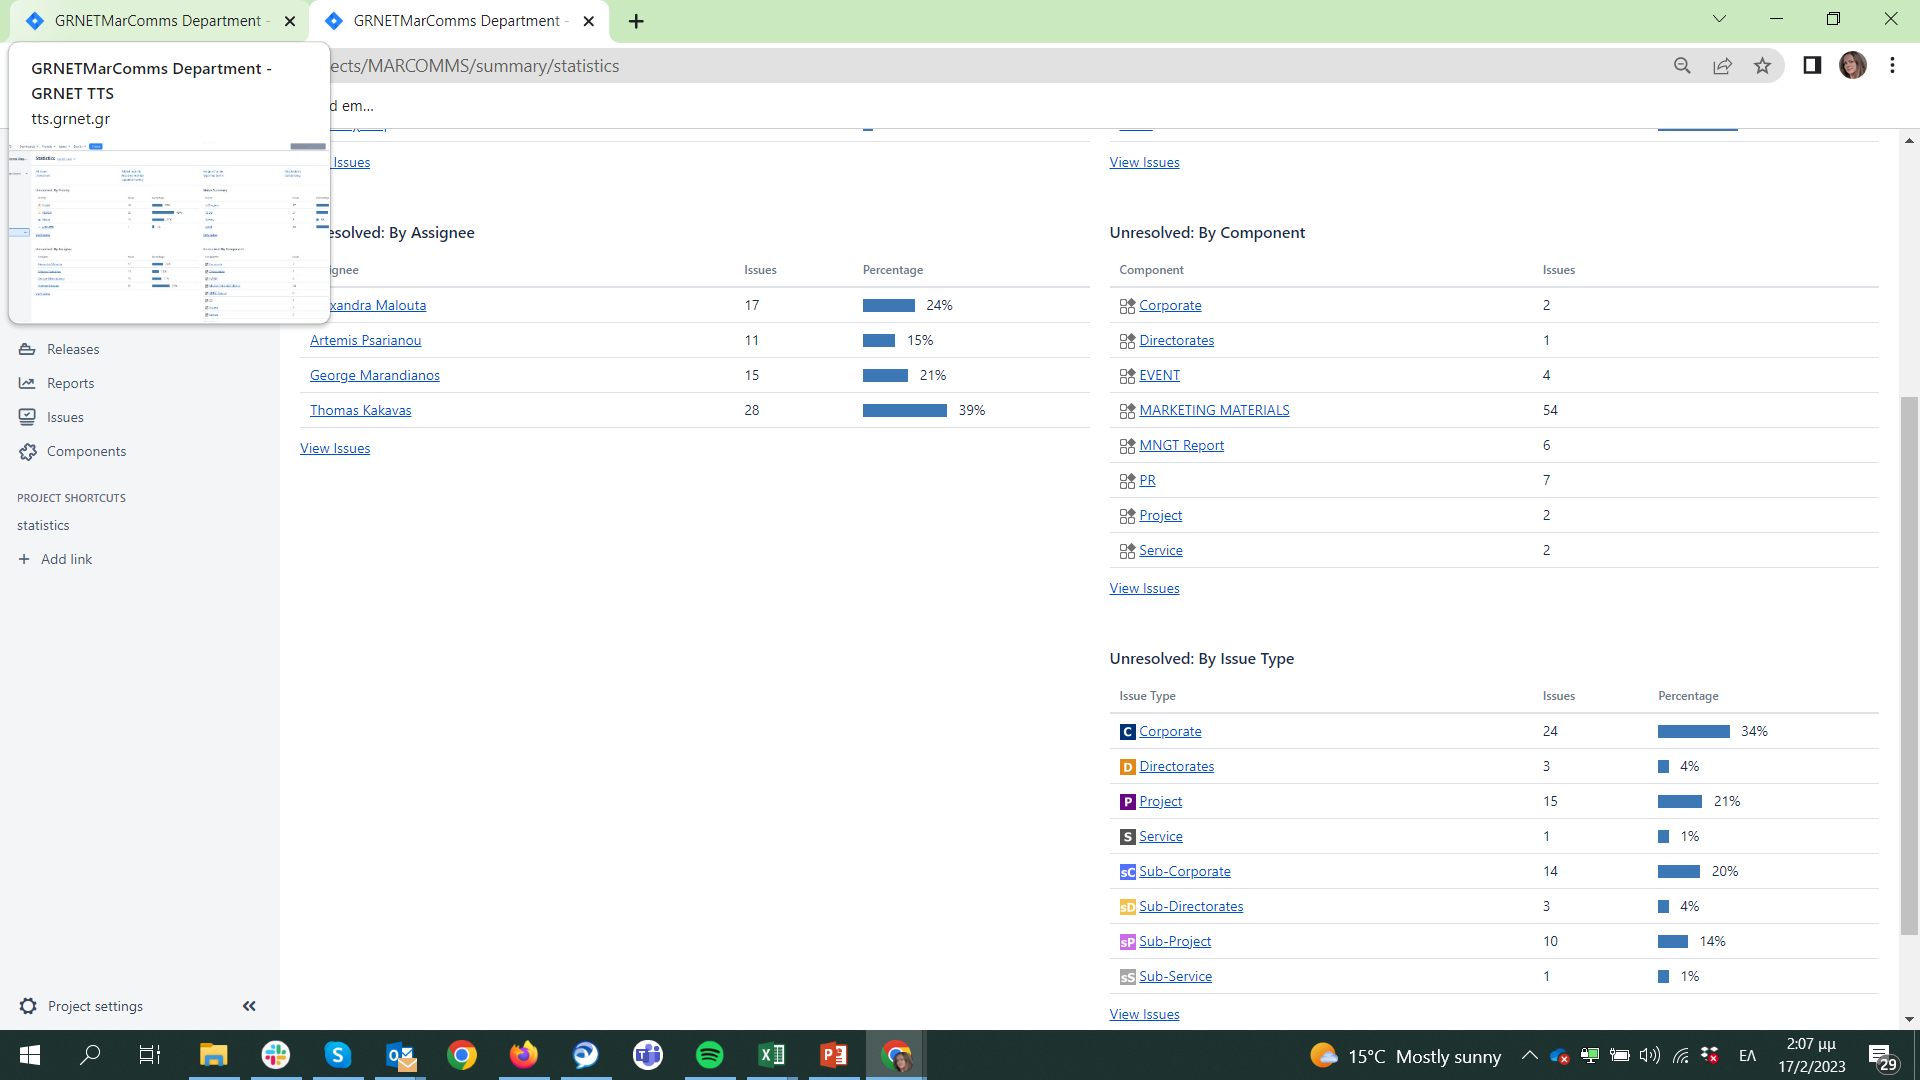 GRNETMarComms Department -
GRNETMarComms Department -
GRNETMarComms Department -
GRNET TTS
tts.grnet.gr
ects/MARCOMMS/summary/statistics
d em...
Statistics
Issues
View Issues
esolved: By Assignee
ignee Issues Percentage
xandra Malouta 17 24%
Artemis Psarianou 11 15%
George Marandianos 15 21%
Thomas Kakavas 28 39%
View Issues
Unresolved: By Component
Component Issues
Corporate 2
Directorates 1
EVENT 4
MARKETING MATERIALS 54
MNGT Report 6
PR 7
Project 2
Service 2
View Issues
Unresolved: By Issue Type
Issue Type Issues Percentage
C Corporate 24 34%
D Directorates 3 4%
P Project 15 21%
S Service 1 1%
sC Sub-Corporate 14 20%
sD Sub-Directorates 3 4%
sP Sub-Project 10 14%
sS Sub-Service 1 1%
View Issues
Releases
Reports
Issues
Components
PROJECT SHORTCUTS
statistics
+ Add link
Project settings
15°C Mostly sunny
ΕΛ
2:07 μμ
17/2/2023
29